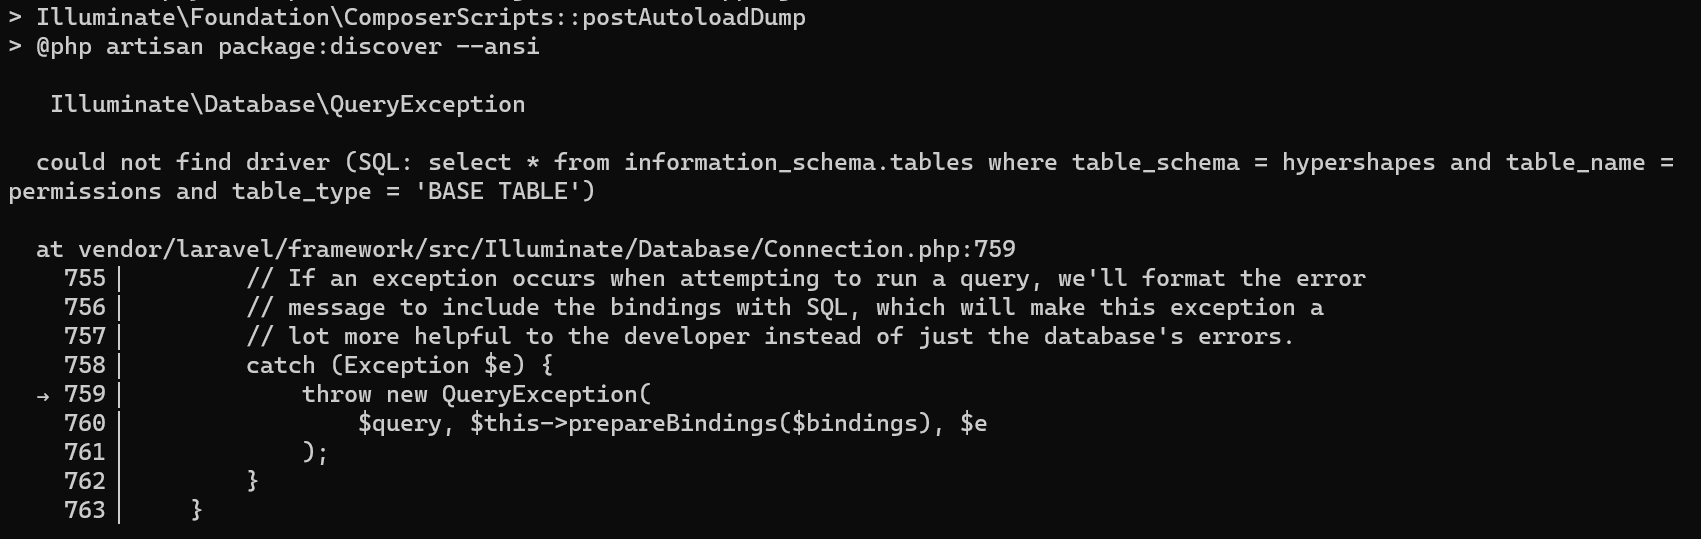 > Illuminate\Foundation\ComposerScripts::postAutoloadDump
> @php artisan package:discover --ansi
Illuminate\Database\QueryException
could not find driver (SQL: select * from information_schema.tables where table_schema = hypershapes and table_name =
permissions and table_type = 'BASE TABLE')
at vendor/laravel/framework/src/Illuminate/Database/Connection.php:759
755| // If an exception occurs when attempting to run a query, we'll format the error
756| // message to include the bindings with SQL, which will make this exception a
757| // lot more helpful to the developer instead of just the database's errors.
758| catch (Exception $e) {
→ 759| throw new QueryException(
760| $query, $this->prepareBindings($bindings), $e
761| );
762| }
763| }